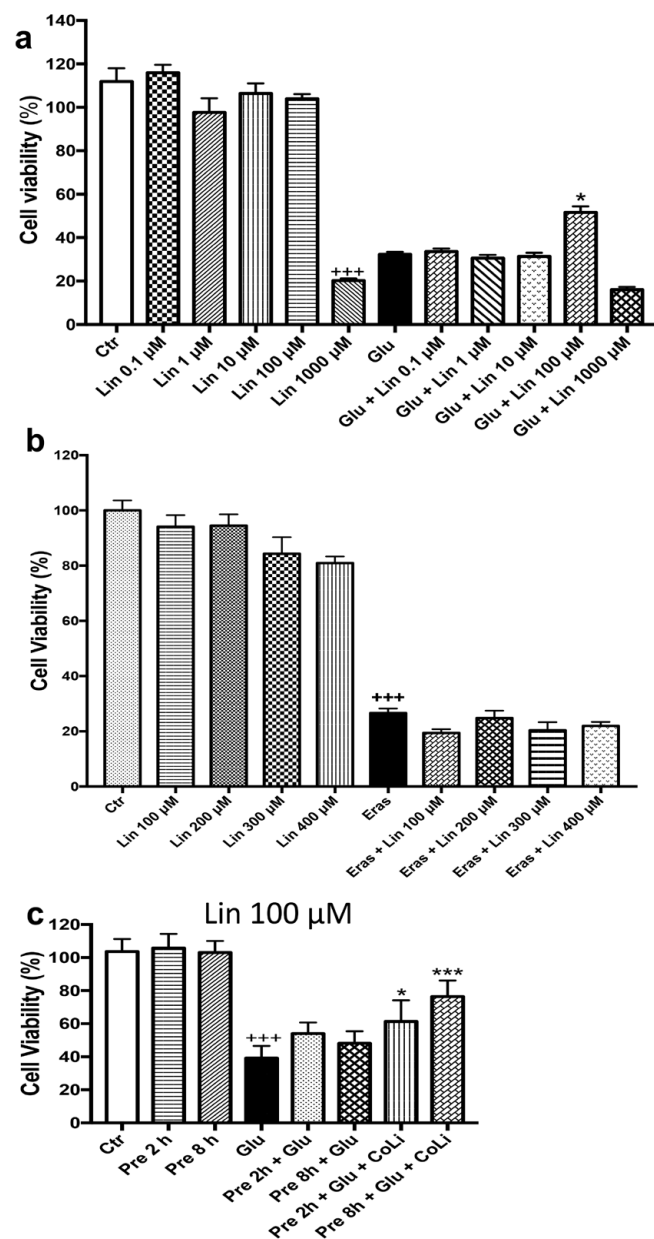 a
140
120
100
80
60
40
20
0
Cell viability (%)
+++
*
Ctr
Lin 0.1 µM
Lin 1 µM
Lin 10 µM
Lin 100 µM
Lin 1000 µM
Glu
Glu + Lin 0.1 µM
Glu + Lin 1 µM
Glu + Lin 10 µM
Glu + Lin 100 µM
Glu + Lin 1000 µM
b
120
100
80
60
40
20
0
Cell Viability (%)
+++
Ctr
Lin 100 µM
Lin 200 µM
Lin 300 µM
Lin 400 µM
Eras
Eras + Lin 100 µM
Eras + Lin 200 µM
Eras + Lin 300 µM
Eras + Lin 400 µM
c
Lin 100 µM
120
100
80
60
40
20
0
Cell Viability (%)
+++
*
***
Ctr
Pre 2 h
Pre 8 h
Glu
Pre 2h + Glu
Pre 8h + Glu
Pre 2h + Glu + CoLi
Pre 8h + Glu + CoLi